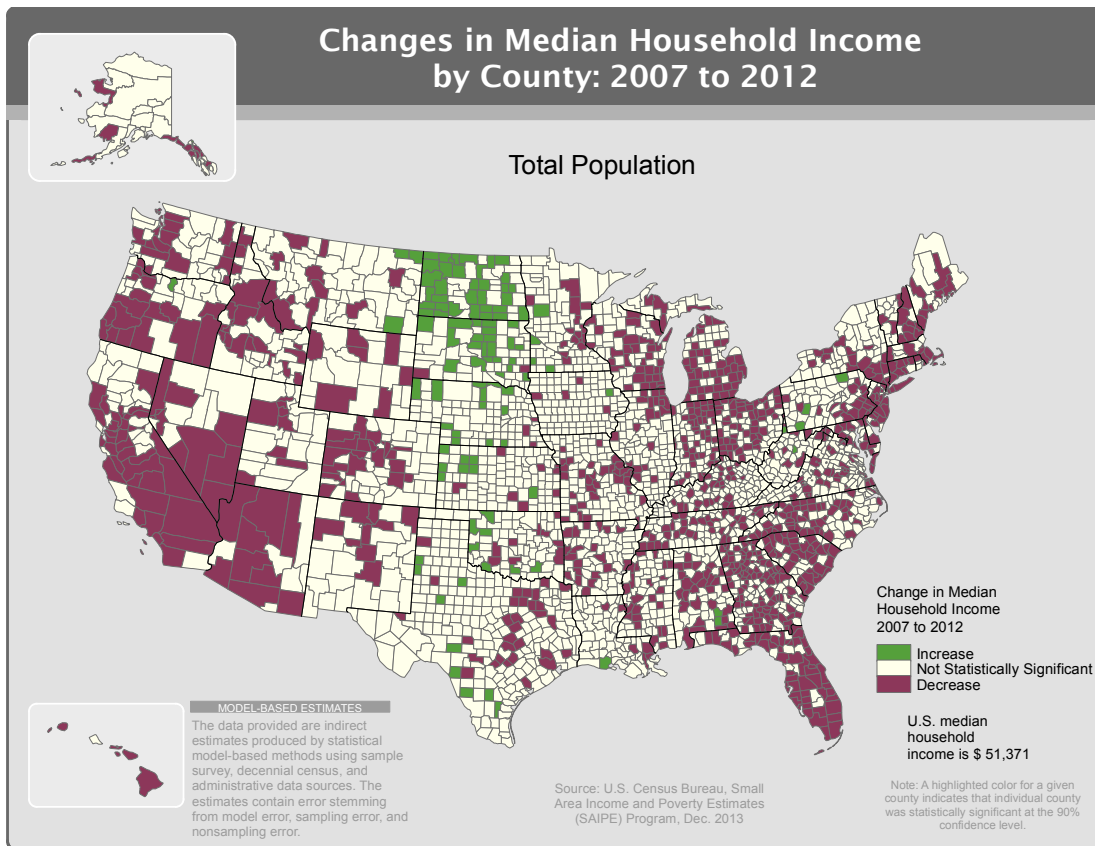 Changes in Median Household Income
by County: 2007 to 2012
Total Population
Change in Median
Household Income
2007 to 2012
Increase
Not Statistically Significant
Decrease
U.S. median
household
income is $ 51,371
MODEL-BASED ESTIMATES
The data provided are indirect
estimates produced by statistical
model-based methods using sample
survey, decennial census, and
administrative data sources. The
estimates contain error stemming
from model error, sampling error, and
nonsampling error.
Source: U.S. Census Bureau, Small
Area Income and Poverty Estimates
(SAIPE) Program, Dec. 2013
Note: A highlighted color for a given
county indicates that individual county
was statistically significant at the 90%
confidence level.